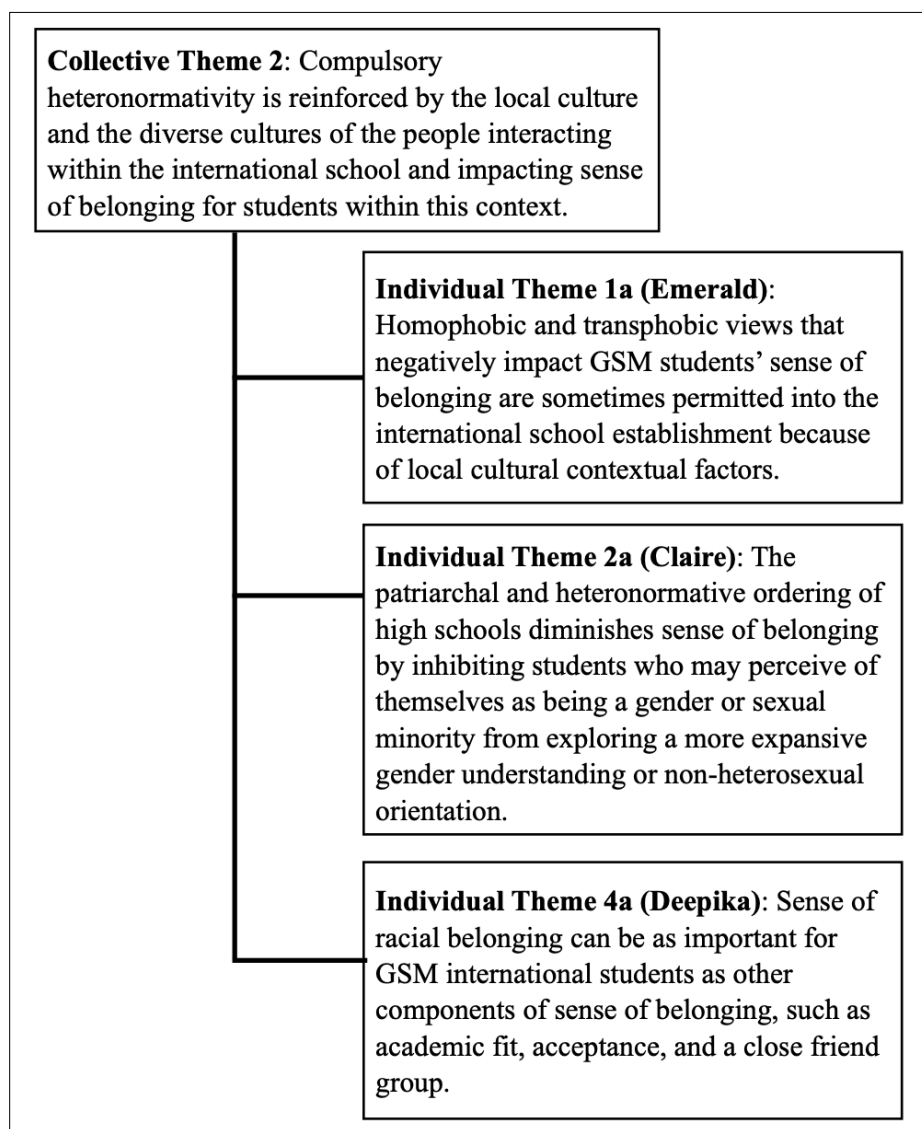 Collective Theme 2: Compulsory
heteronormativity is reinforced by the local culture
and the diverse cultures of the people interacting
within the international school and impacting sense
of belonging for students within this context.
Individual Theme 1a (Emerald):
Homophobic and transphobic views that
negatively impact GSM students’ sense of
belonging are sometimes permitted into the
international school establishment because
of local cultural contextual factors.
Individual Theme 2a (Claire): The
patriarchal and heteronormative ordering of
high schools diminishes sense of belonging
by inhibiting students who may perceive of
themselves as being a gender or sexual
minority from exploring a more expansive
gender understanding or non-heterosexual
orientation.
Individual Theme 4a (Deepika): Sense of
racial belonging can be as important for
GSM international students as other
components of sense of belonging, such as
academic fit, acceptance, and a close friend
group.